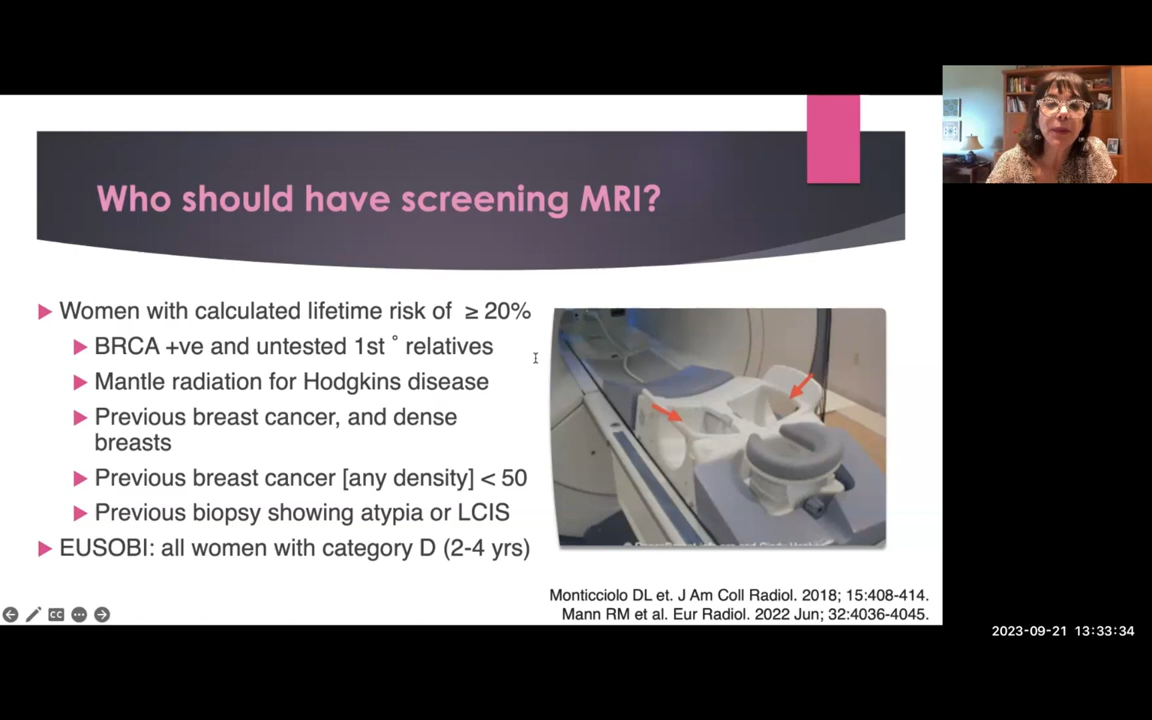 Who should have screening MRI?
Women with calculated lifetime risk of ≥ 20%
BRCA +ve and untested 1st ° relatives
Mantle radiation for Hodgkins disease
Previous breast cancer, and dense
breasts
Previous breast cancer [any density] < 50
Previous biopsy showing atypia or LCIS
EUSOBI: all women with category D (2-4 yrs)
Monticciolo DL et. J Am Coll Radiol. 2018; 15:408-414.
Mann RM et al. Eur Radiol. 2022 Jun; 32:4036-4045.
CC
2023-09-21 13:33:34